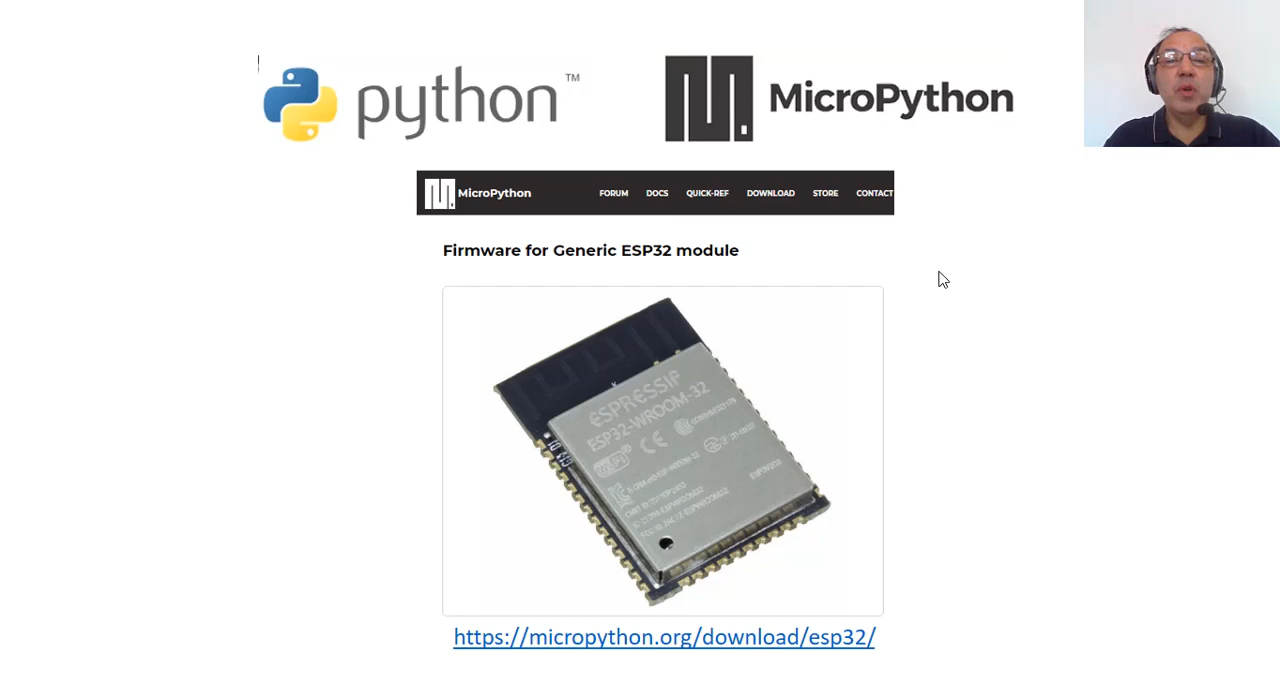 python™
MicroPython
MicroPython FORUM DOCS QUICK-REF DOWNLOAD STORE CONTACT
Firmware for Generic ESP32 module
ESPRESSIF
ESP32-WROOM-32
CE
https://micropython.org/download/esp32/